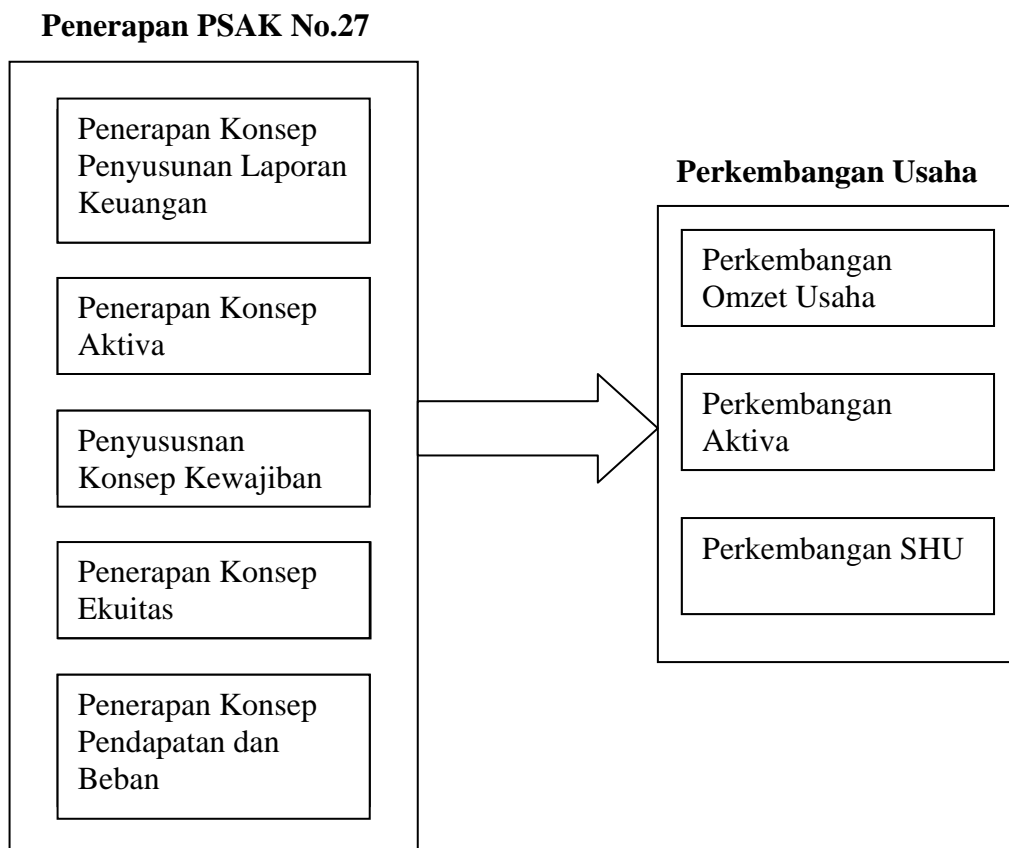 Penerapan PSAK No.27
Penerapan Konsep
Penyusunan Laporan
Keuangan
Penerapan Konsep
Aktiva
Penyususnan
Konsep Kewajiban
Penerapan Konsep
Ekuitas
Penerapan Konsep
Pendapatan dan
Beban
Perkembangan Usaha
Perkembangan
Omzet Usaha
Perkembangan
Aktiva
Perkembangan SHU